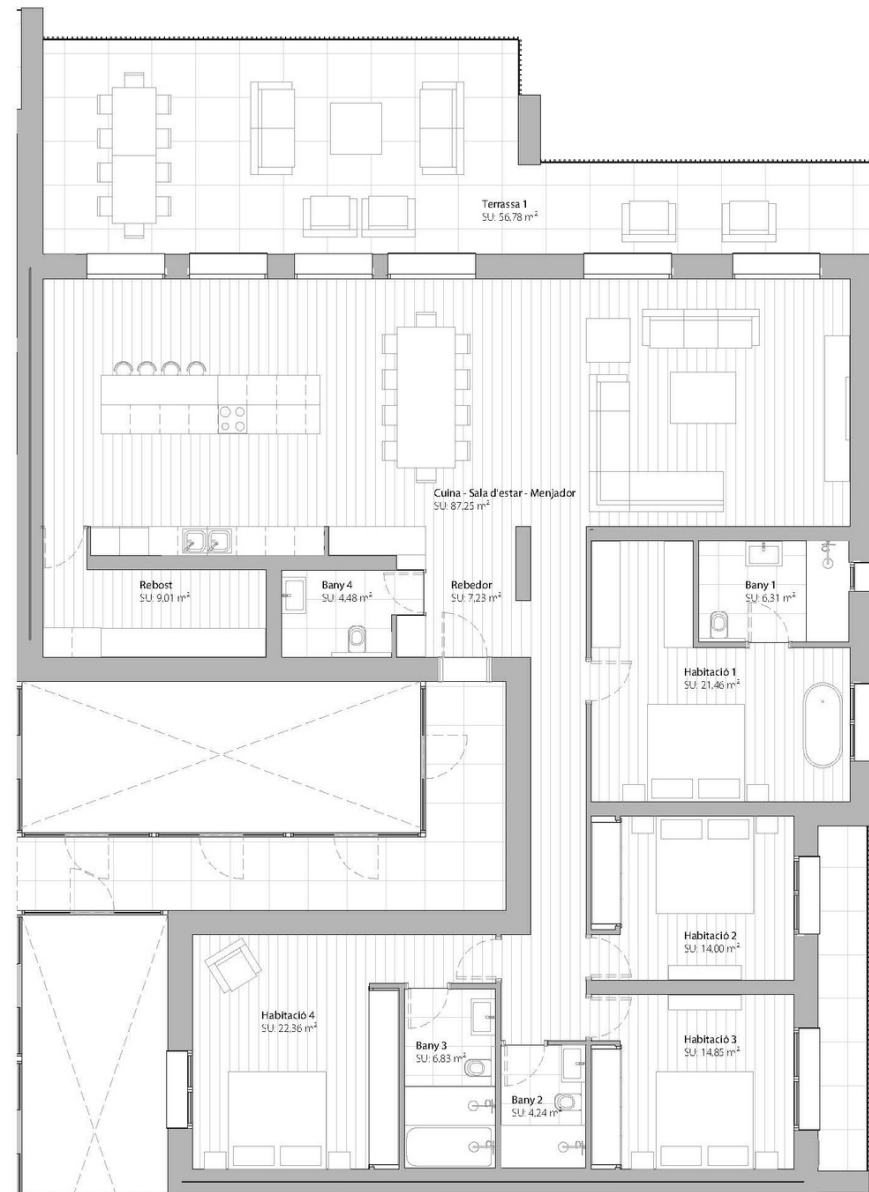 Terrassa 1
SU: 56,78 m²
Cuina - Sala d'estar - Menjador
SU: 87,25 m²
Rebost
SU: 9,01 m²
Bany 4
SU: 4,48 m²
Rebedor
SU: 7,23 m²
Bany 1
SU: 6,31 m²
Habitació 1
SU: 21,46 m²
Habitació 2
SU: 14,00 m²
Habitació 4
SU: 22,36 m²
Bany 3
SU: 6,83 m²
Habitació 3
SU: 14,85 m²
Bany 2
SU: 4,24 m²